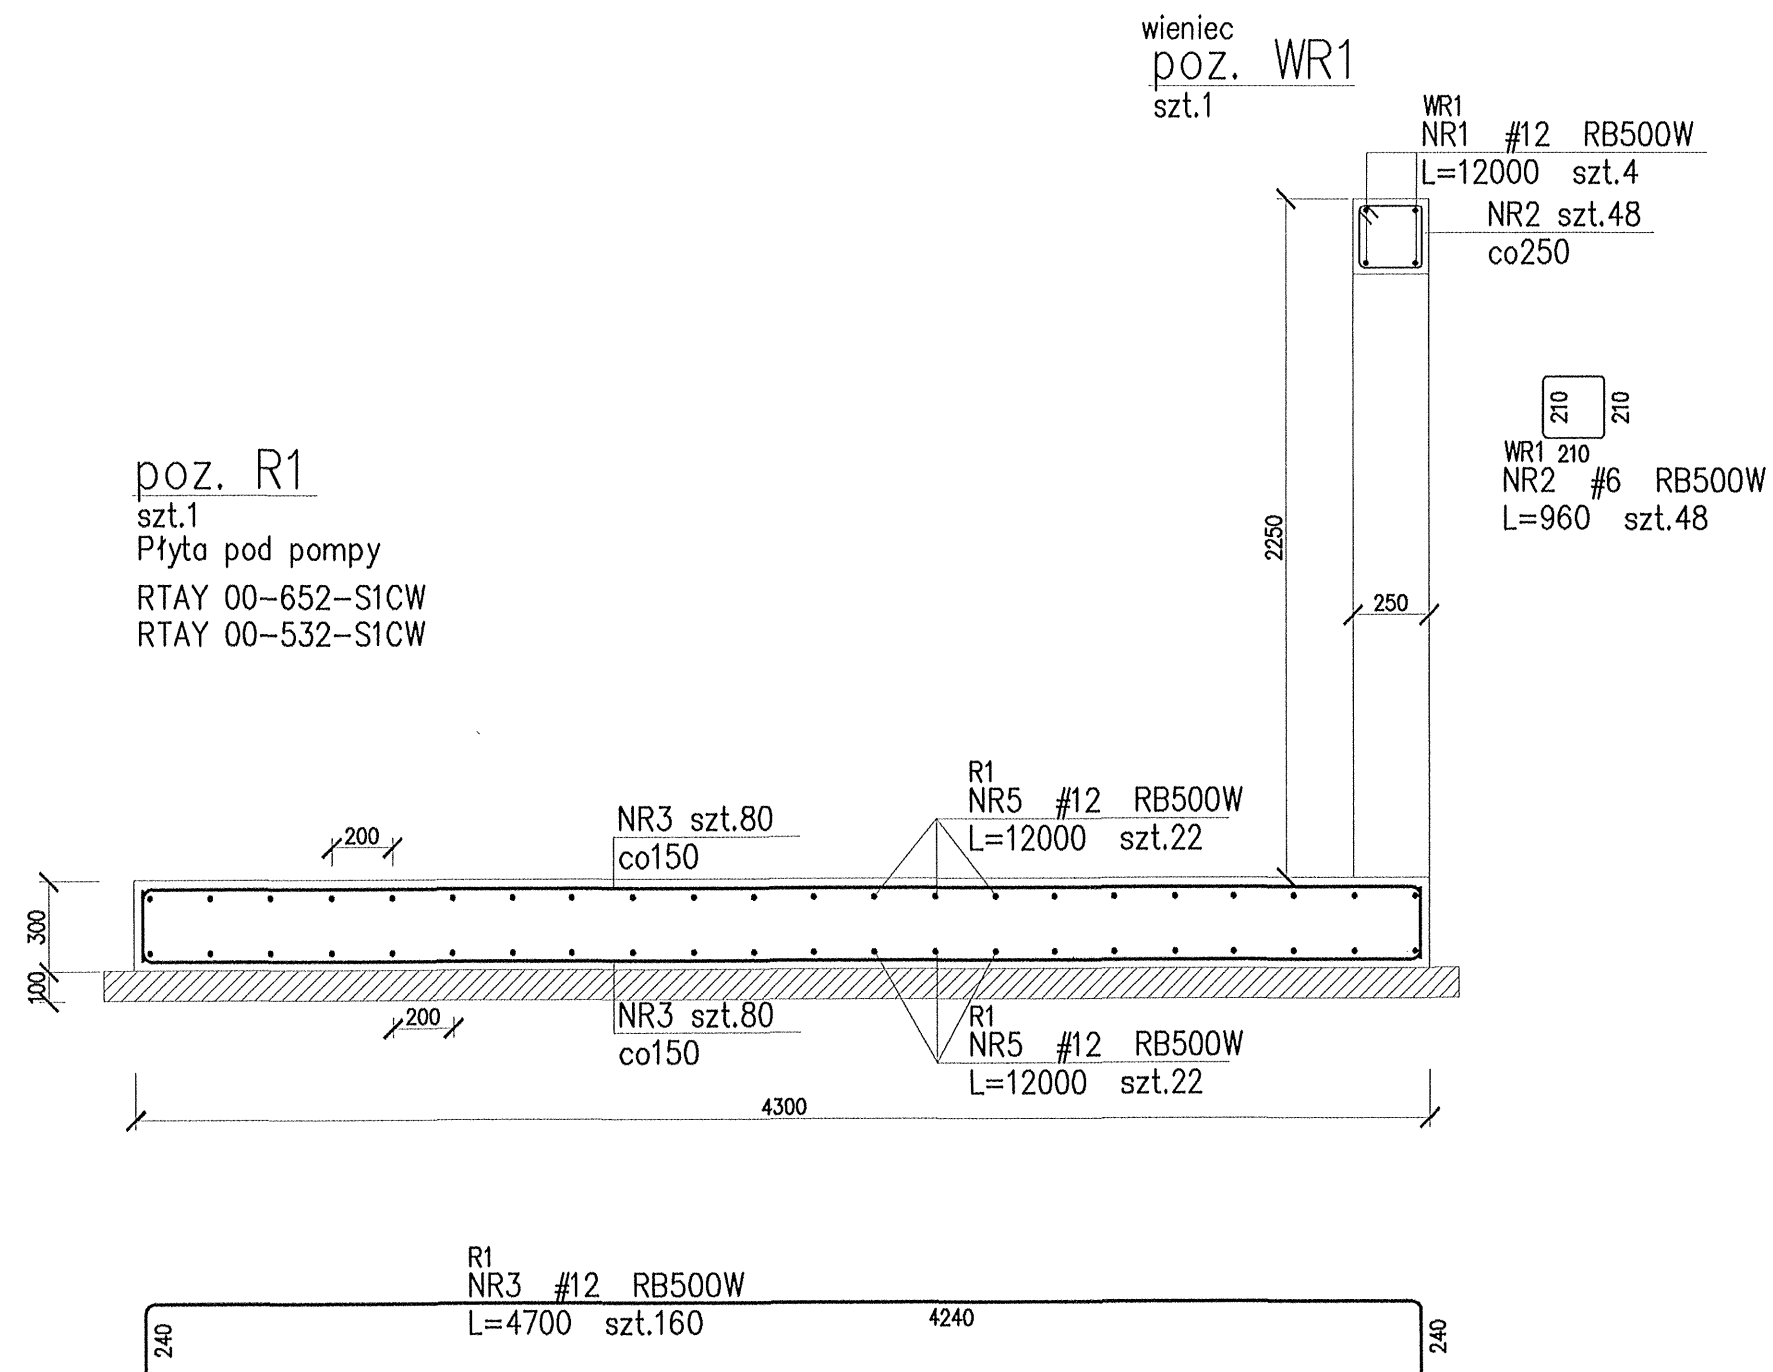 wieniec
poz. WR1
szt.1
WR1
NR1 #12 RB500W
L=12000 szt.4
NR2 szt.48
co250
2250
250
210
210
WR1 210
NR2 #6 RB500W
L=960 szt.48
poz. R1
szt.1
Płyta pod pompy
RTAY 00-652-S1CW
RTAY 00-532-S1CW
200
NR3 szt.80
co150
R1
NR5 #12 RB500W
L=12000 szt.22
300
100
200
NR3 szt.80
co150
R1
NR5 #12 RB500W
L=12000 szt.22
4300
R1
NR3 #12 RB500W
L=4700 szt.160
4240
240
240